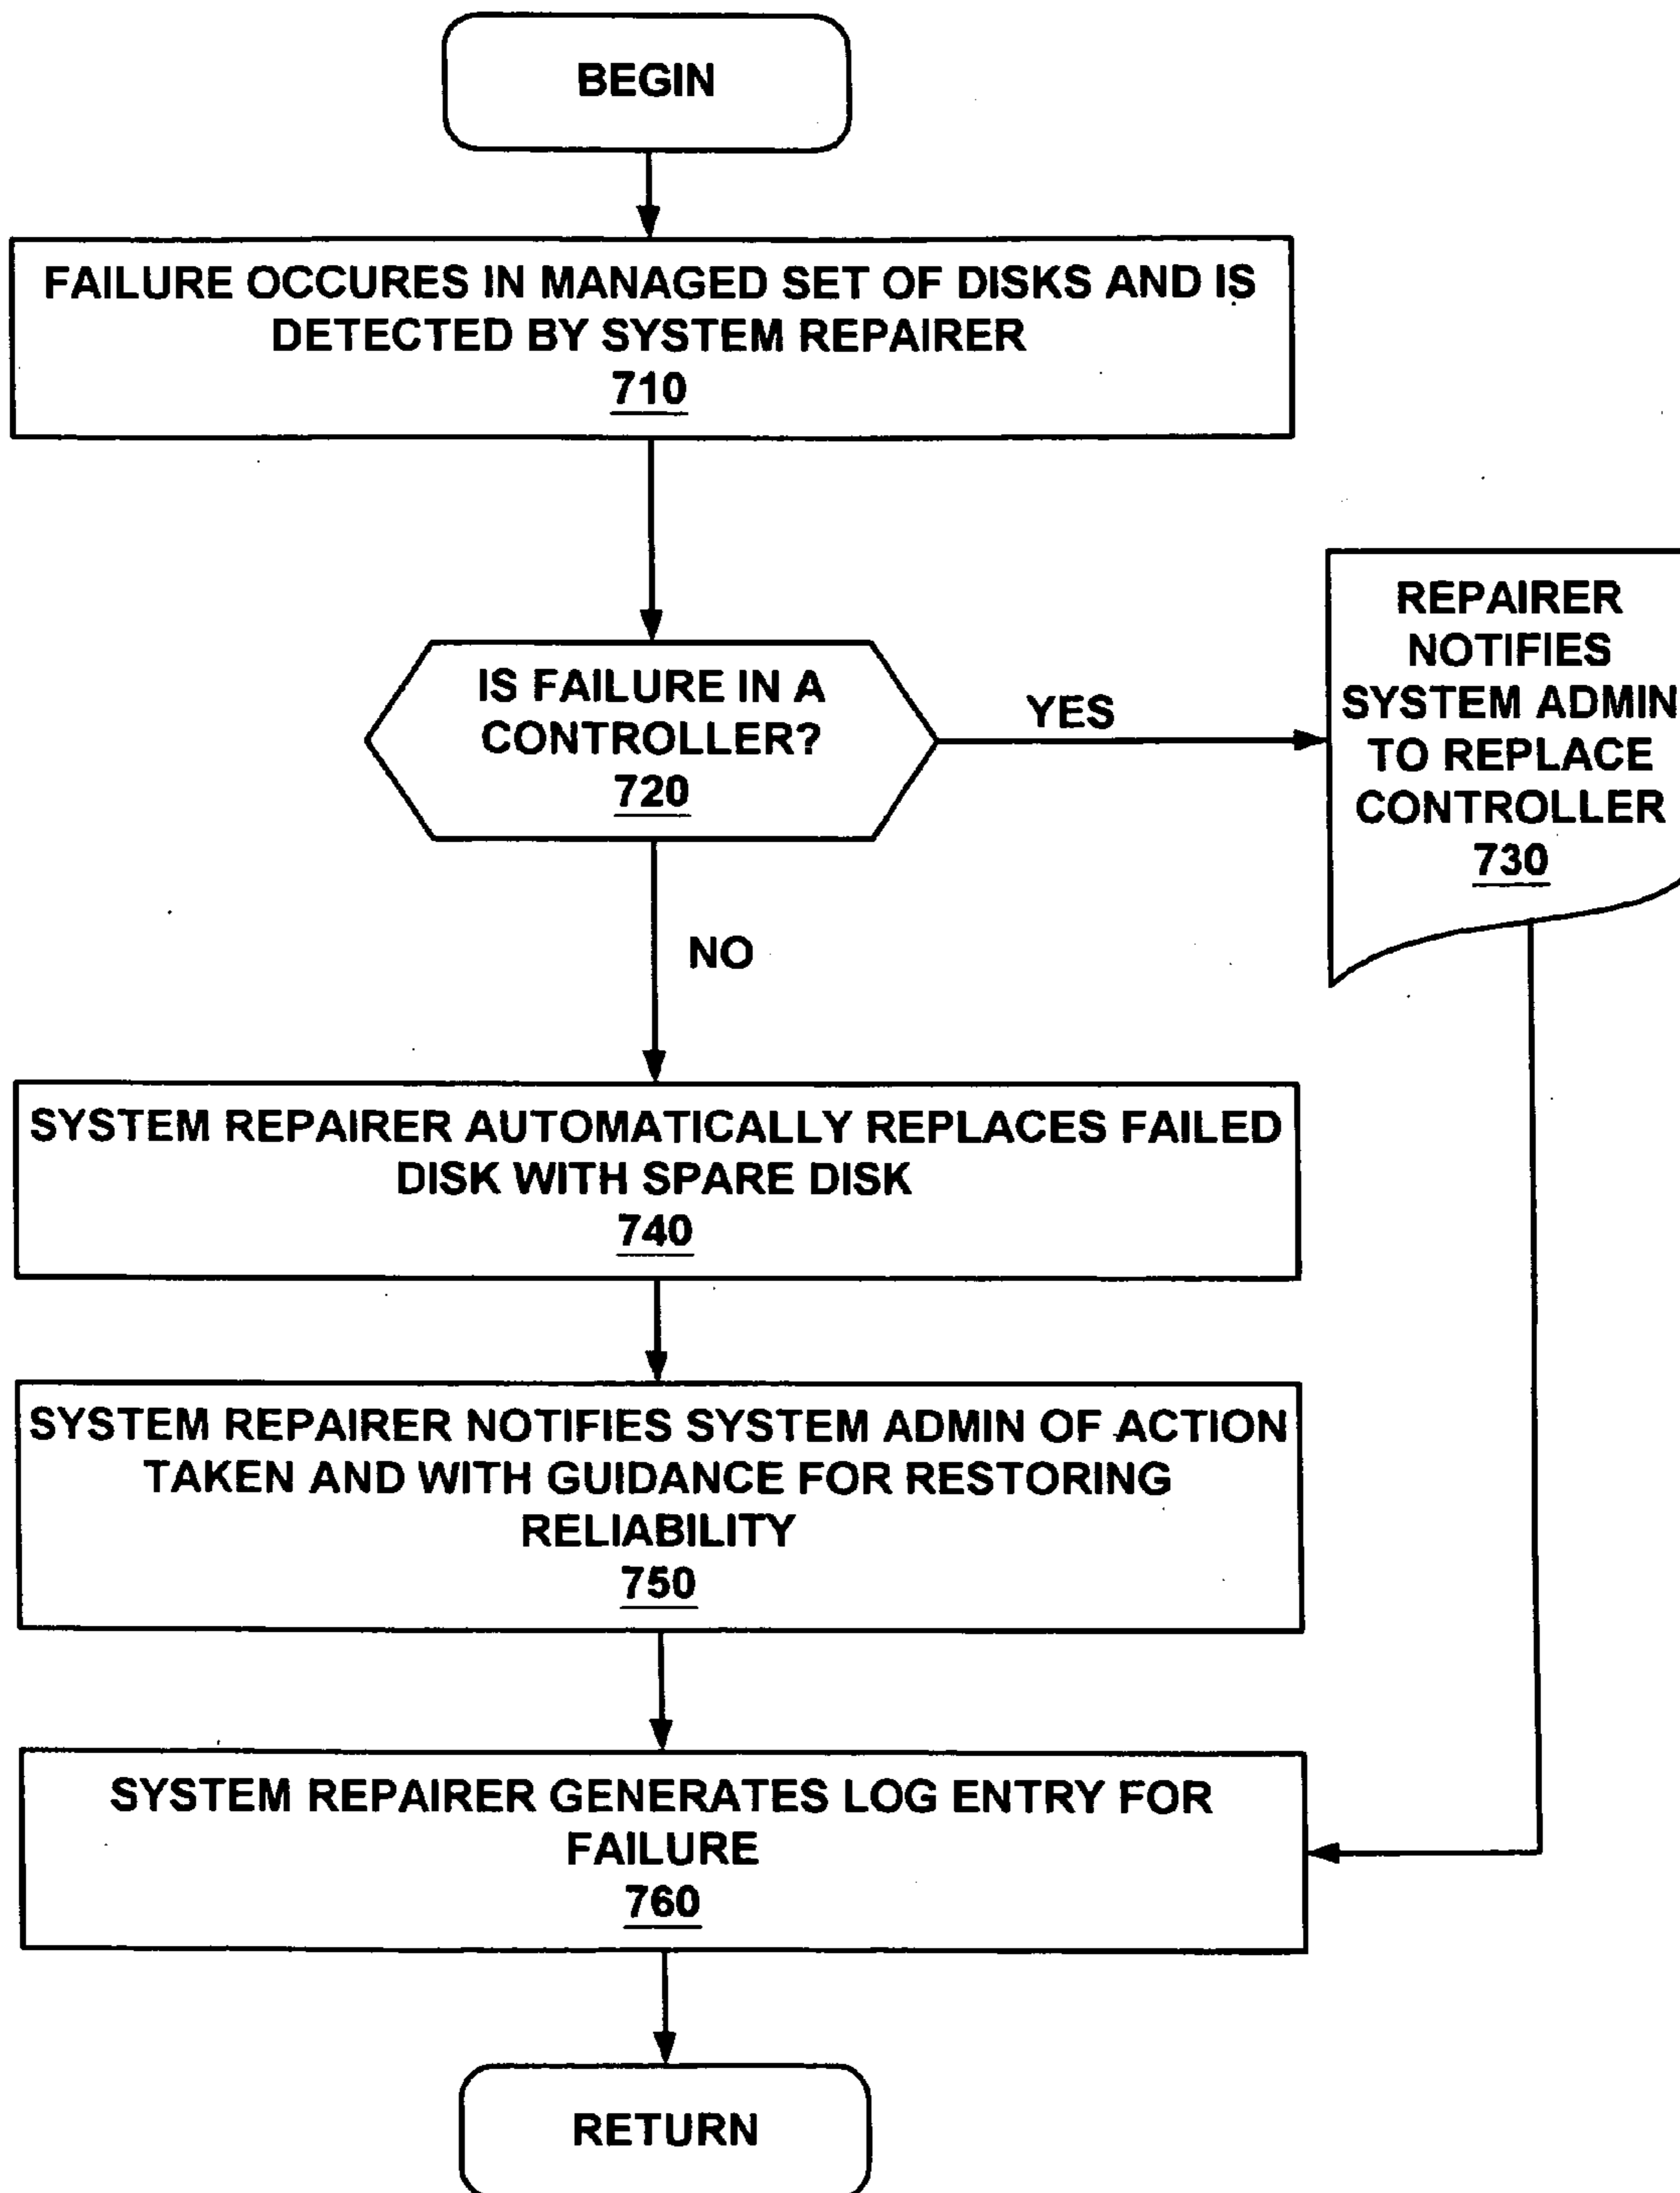 BEGIN
FAILURE OCCURES IN MANAGED SET OF DISKS AND IS
DETECTED BY SYSTEM REPAIRER
710
IS FAILURE IN A
CONTROLLER?
720
YES
REPAIRER
NOTIFIES
SYSTEM ADMIN
TO REPLACE
CONTROLLER
730
NO
SYSTEM REPAIRER AUTOMATICALLY REPLACES FAILED
DISK WITH SPARE DISK
740
SYSTEM REPAIRER NOTIFIES SYSTEM ADMIN OF ACTION
TAKEN AND WITH GUIDANCE FOR RESTORING
RELIABILITY
750
SYSTEM REPAIRER GENERATES LOG ENTRY FOR
FAILURE
760
RETURN